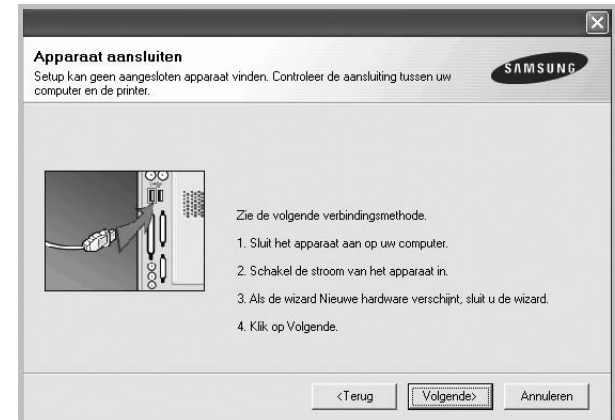 Apparaat aansluiten
Setup kan geen aangesloten apparaat vinden. Controleer de aansluiting tussen uw
computer en de printer.
SAMSUNG
Zie de volgende verbindingsmethode.
1. Sluit het apparaat aan op uw computer.
2. Schakel de stroom van het apparaat in.
3. Als de wizard Nieuwe hardware verschijnt, sluit u de wizard.
4. Klik op Volgende.
<Terug
Volgende>
Annuleren